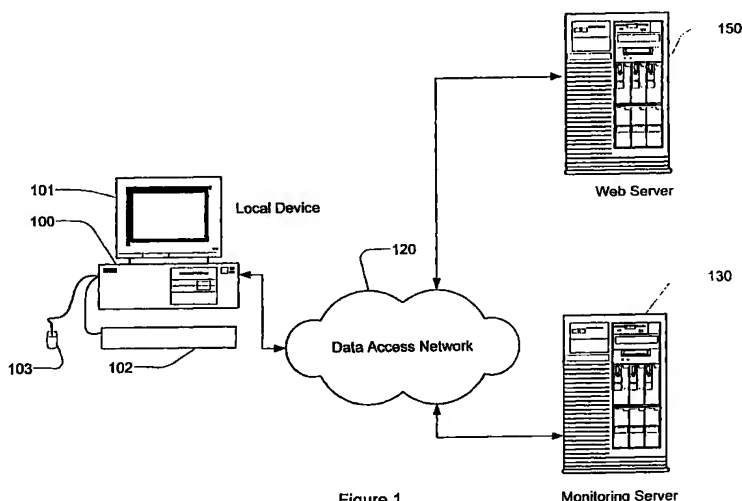 150
Web Server
101
100
Local Device
120
130
Data Access Network
103
102
Figure 1
Monitoring Server